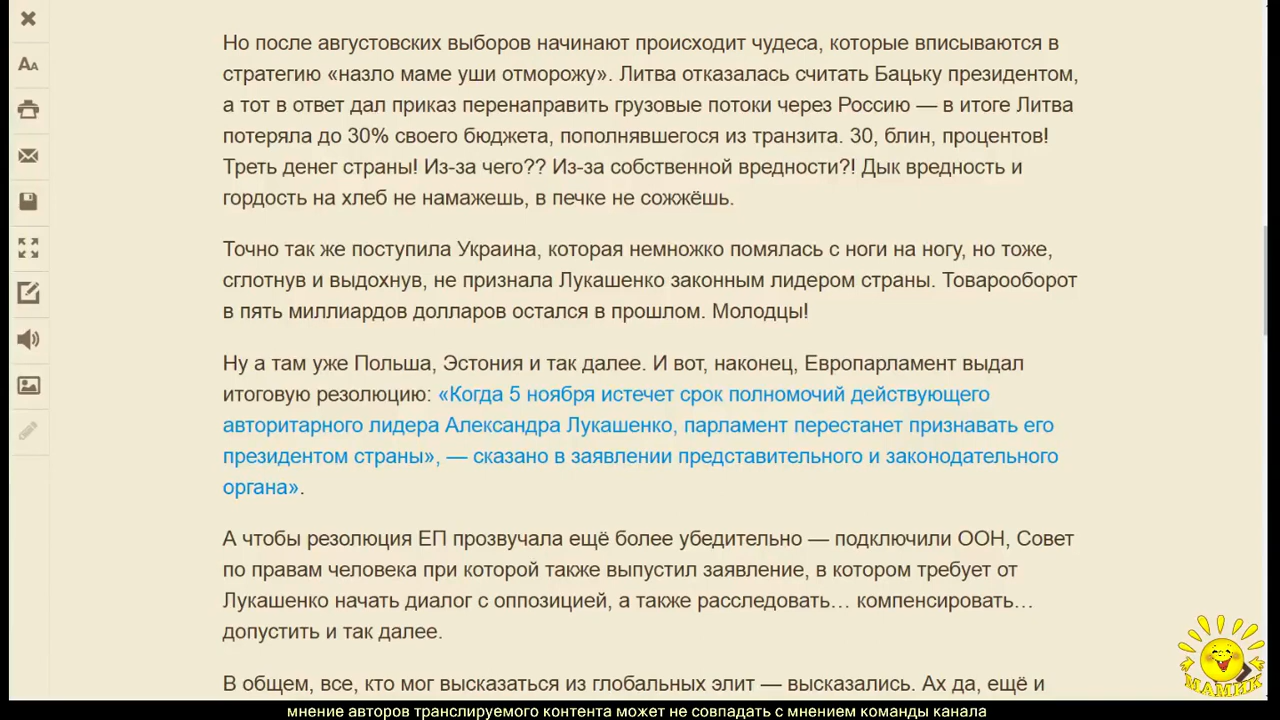 Но после августовских выборов начинают происходит чудеса, которые вписываются в
стратегию «назло маме уши отморожу». Литва отказалась считать Бацьку президентом,
а тот в ответ дал приказ перенаправить грузовые потоки через Россию — в итоге Литва
потеряла до 30% своего бюджета, пополнявшегося из транзита. 30, блин, процентов!
Треть денег страны! Из-за чего?? Из-за собственной вредности?! Дык вредность и
гордость на хлеб не намажешь, в печке не сожжёшь.
Точно так же поступила Украина, которая немножко помялась с ноги на ногу, но тоже,
сглотнув и выдохнув, не признала Лукашенко законным лидером страны. Товарооборот
в пять миллиардов долларов остался в прошлом. Молодцы!
Ну а там уже Польша, Эстония и так далее. И вот, наконец, Европарламент выдал
итоговую резолюцию: «Когда 5 ноября истечет срок полномочий действующего
авторитарного лидера Александра Лукашенко, парламент перестанет признавать его
президентом страны», — сказано в заявлении представительного и законодательного
органа».
А чтобы резолюция ЕП прозвучала ещё более убедительно — подключили ООН, Совет
по правам человека при которой также выпустил заявление, в котором требует от
Лукашенко начать диалог с оппозицией, а также расследовать… компенсировать…
допустить и так далее.
В общем, все, кто мог высказаться из глобальных элит — высказались. Ах да, ещё и
МАМИК
мнение авторов транслируемого контента может не совпадать с мнением команды канала